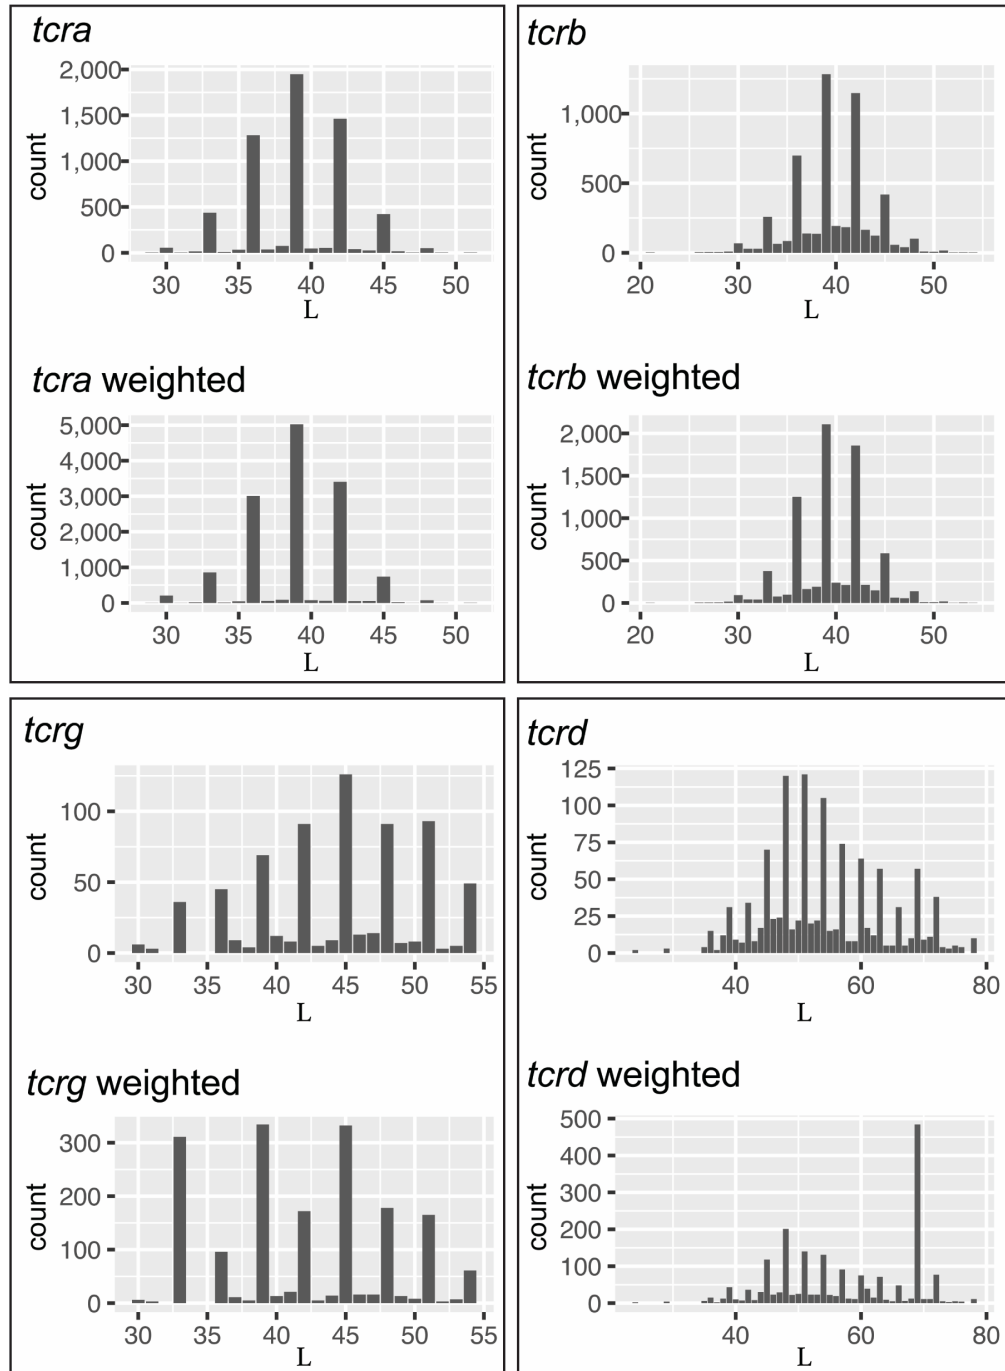 tcra
2,000
1,500
1,000
500
0
count
30 35 40 45 50
L
tcra weighted
5,000
4,000
3,000
2,000
1,000
0
count
30 35 40 45 50
L
tcrb
1,000
500
0
count
20 30 40 50
L
tcrb weighted
2,000
1,500
1,000
500
0
count
20 30 40 50
L
tcrg
100
50
0
count
30 35 40 45 50 55
L
tcrg weighted
300
200
100
0
count
30 35 40 45 50 55
L
tcrd
125
100
75
50
25
0
count
40 60 80
L
tcrd weighted
500
400
300
200
100
0
count
40 60 80
L